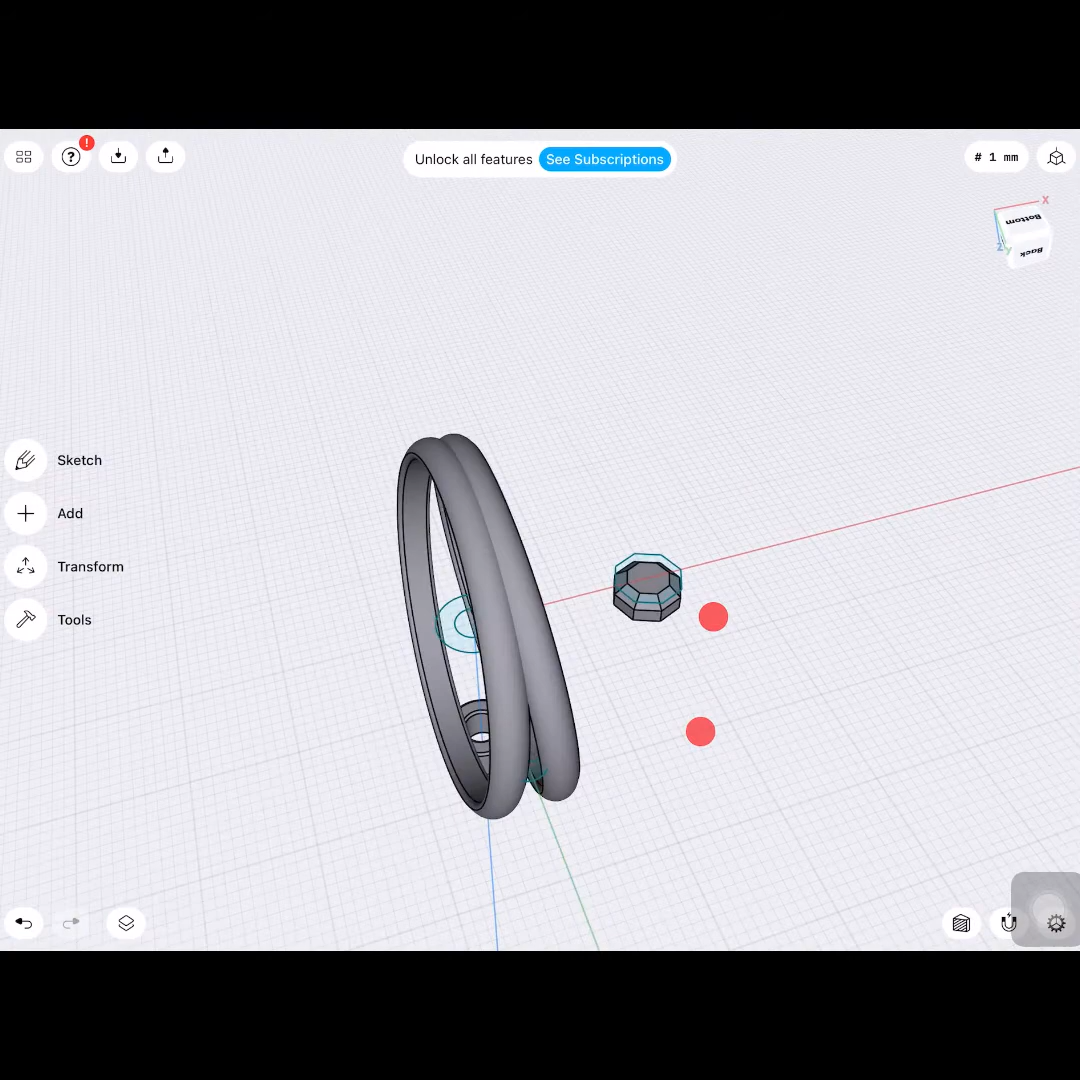 ?
!
Unlock all features See Subscriptions
# 1 mm
X
Bottom
Z Y
Back
Sketch
Add
Transform
Tools